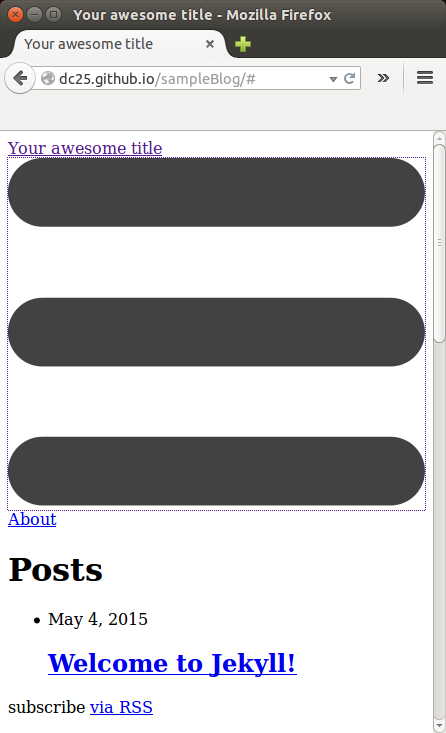 Your awesome title - Mozilla Firefox
Your awesome title
dc25.github.io/sampleBlog/#
Your awesome title
About
Posts
May 4, 2015
Welcome to Jekyll!
subscribe via RSS